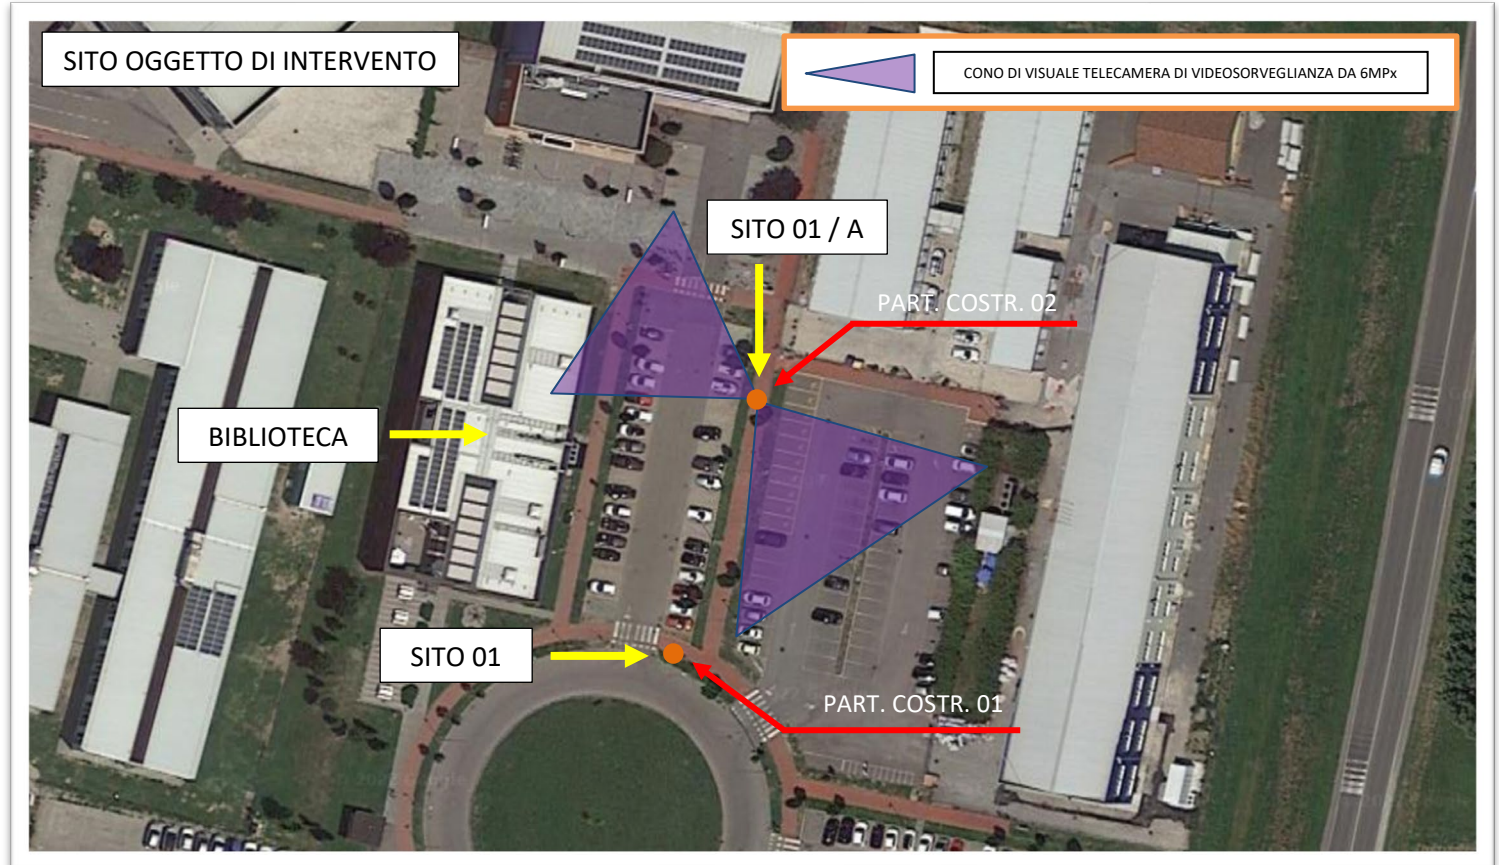 SITO OGGETTO DI INTERVENTO
CONO DI VISUALE TELECAMERA DI VIDEOSORVEGLIANZA DA 6MPx
SITO 01 / A
PART. COSTR. 02
BIBLIOTECA
SITO 01
PART. COSTR. 01